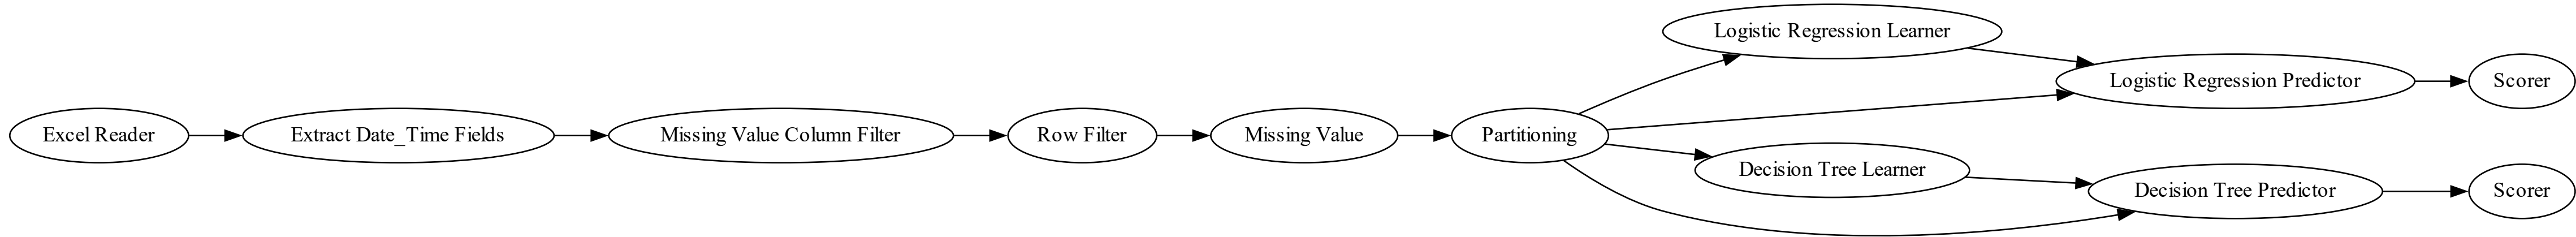 Excel Reader
Extract Date_Time Fields
Missing Value Column Filter
Row Filter
Missing Value
Partitioning
Logistic Regression Learner
Logistic Regression Predictor
Scorer
Decision Tree Learner
Decision Tree Predictor
Scorer